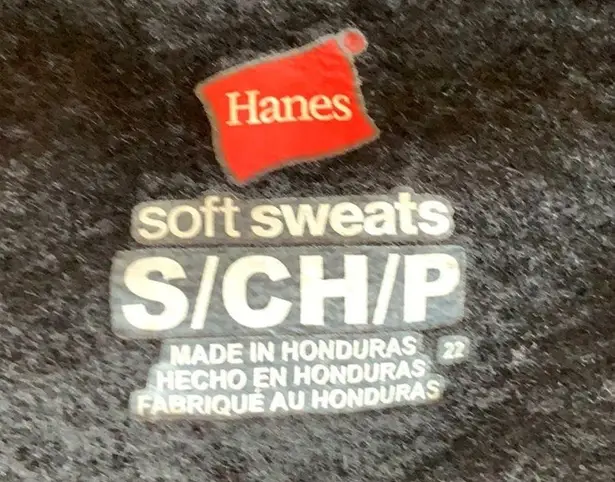 Hanes
soft sweats
S/CH/P
MADE IN HONDURAS 22
HECHO EN HONDURAS
FABRIQUÉ AU HONDURAS